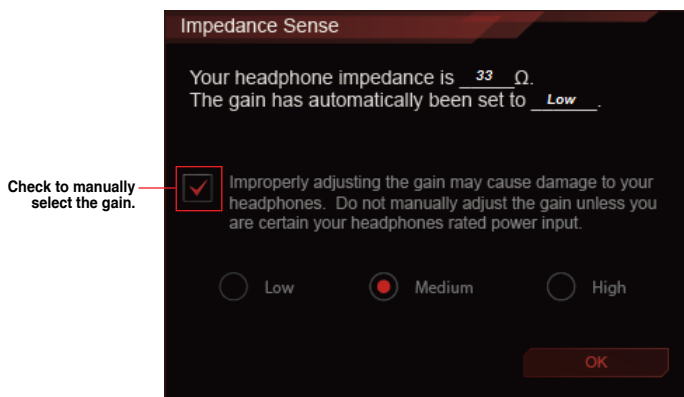 Impedance Sense
Your headphone impedance is 33 Ω.
The gain has automatically been set to Low.
Check to manually
select the gain.
Improperly adjusting the gain may cause damage to your
headphones. Do not manually adjust the gain unless you
are certain your headphones rated power input.
Low Medium High
OK